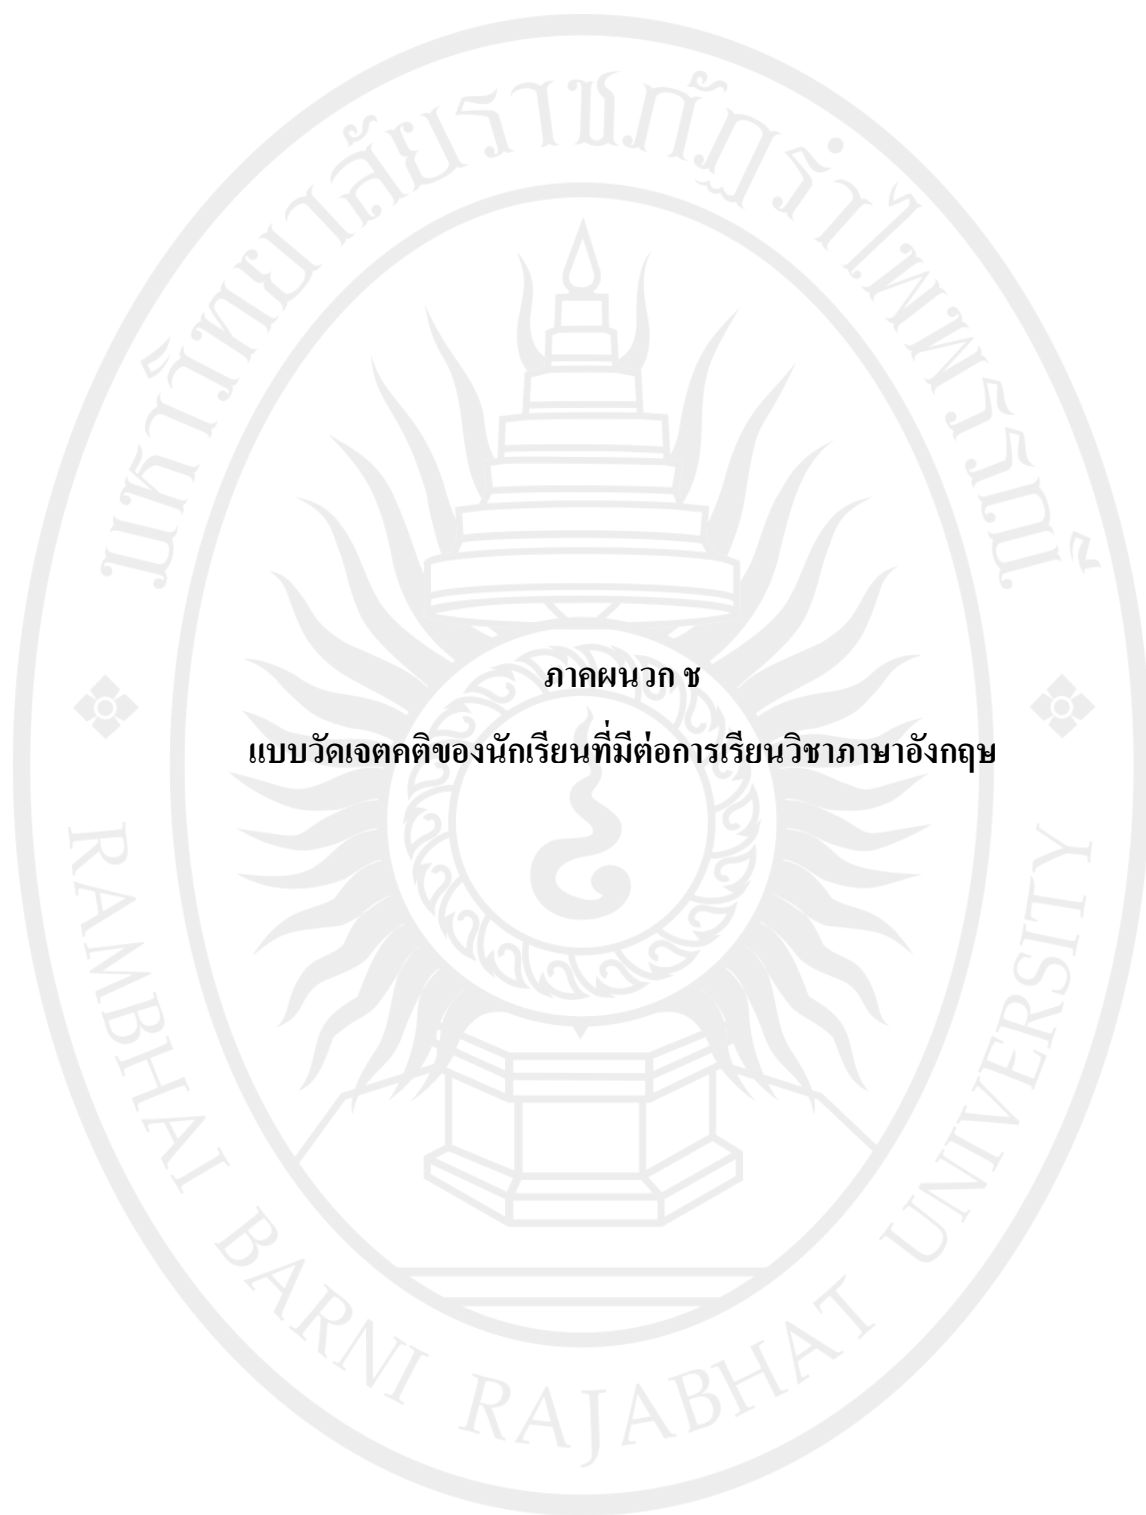 มหาวิทยาลัยราชภัฏรำไพพรรณี
ภาคผนวก ช
แบบวัดเจตคติของนักเรียนที่มีต่อการเรียนวิชาภาษาอังกฤษ
RAMBHAI BARNI RAJABHAT UNIVERSITY